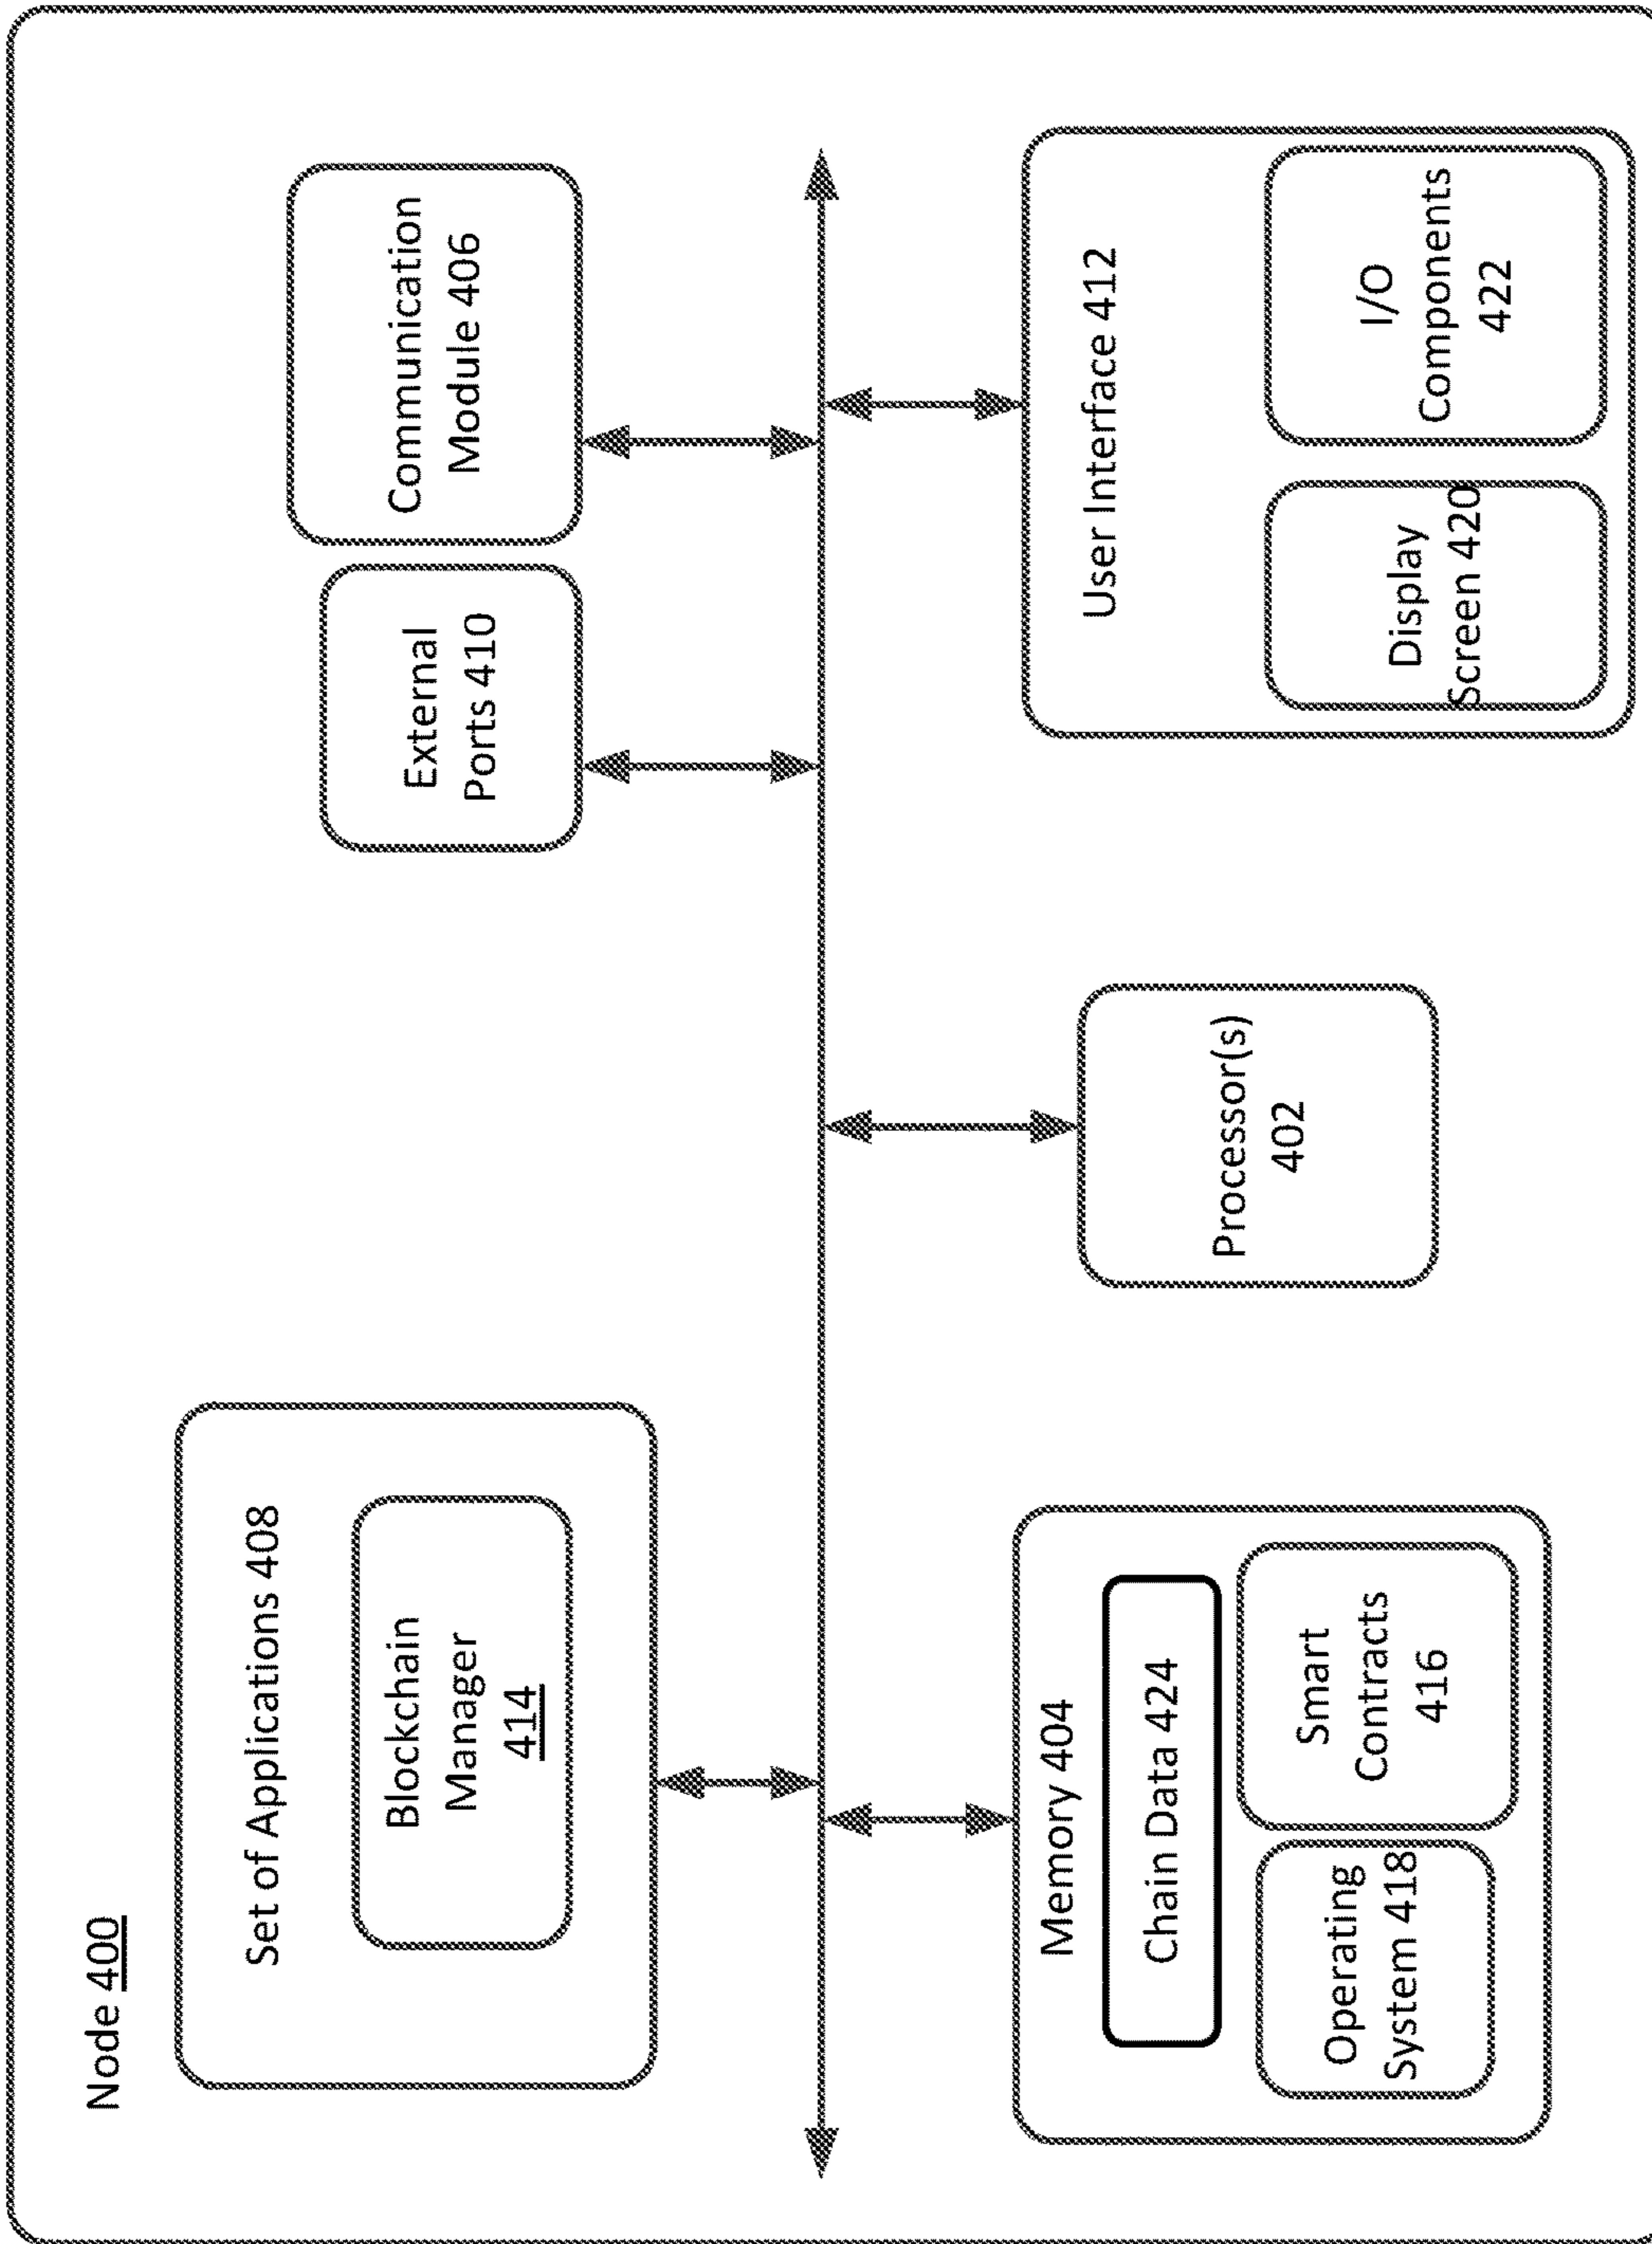 Node 400
Set of Applications 408
Blockchain
Manager
414
External
Ports 410
Communication
Module 406
Memory 404
Chain Data 424
Operating
System 418
Smart
Contracts
416
Processor(s)
402
User Interface 412
Display
Screen 420
I/O
Components
422